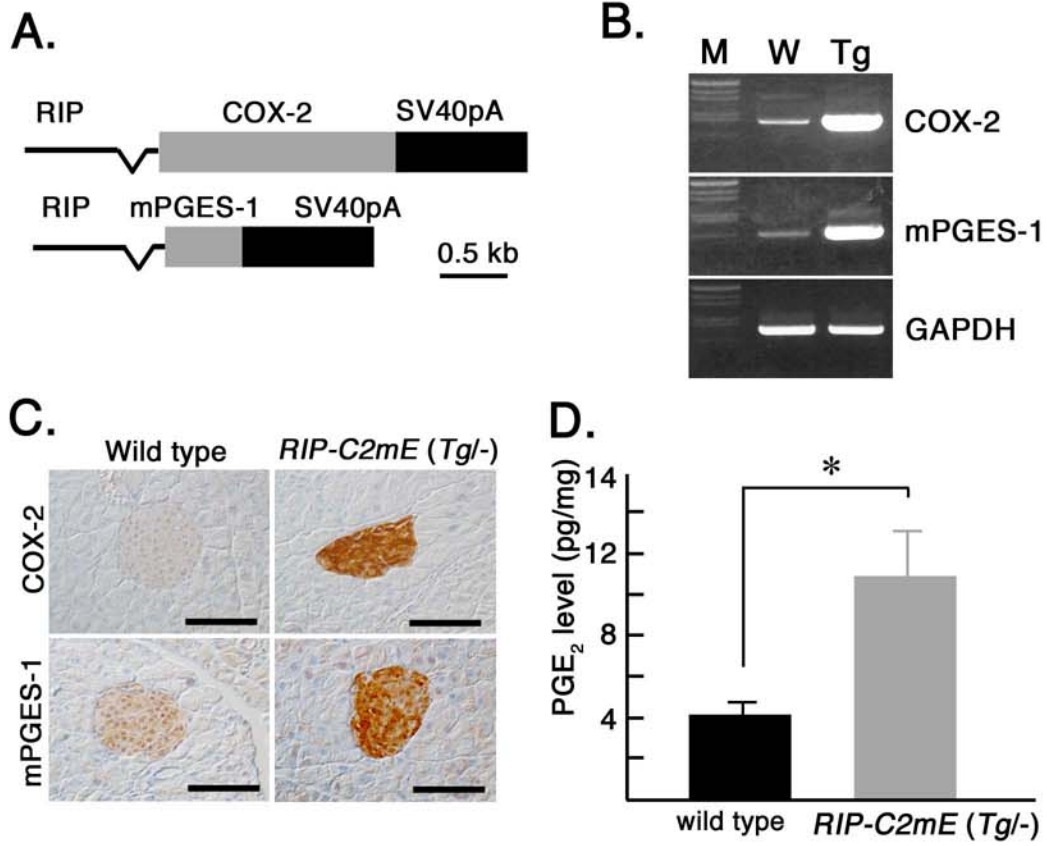 A.
RIP COX-2 SV40pA
RIP mPGES-1 SV40pA
0.5 kb
B.
M W Tg
COX-2
mPGES-1
GAPDH
C.
Wild type RIP-C2mE (Tg/-)
COX-2
mPGES-1
D.
PGE₂ level (pg/mg)
14
12
8
4
*
wild type RIP-C2mE (Tg/-)